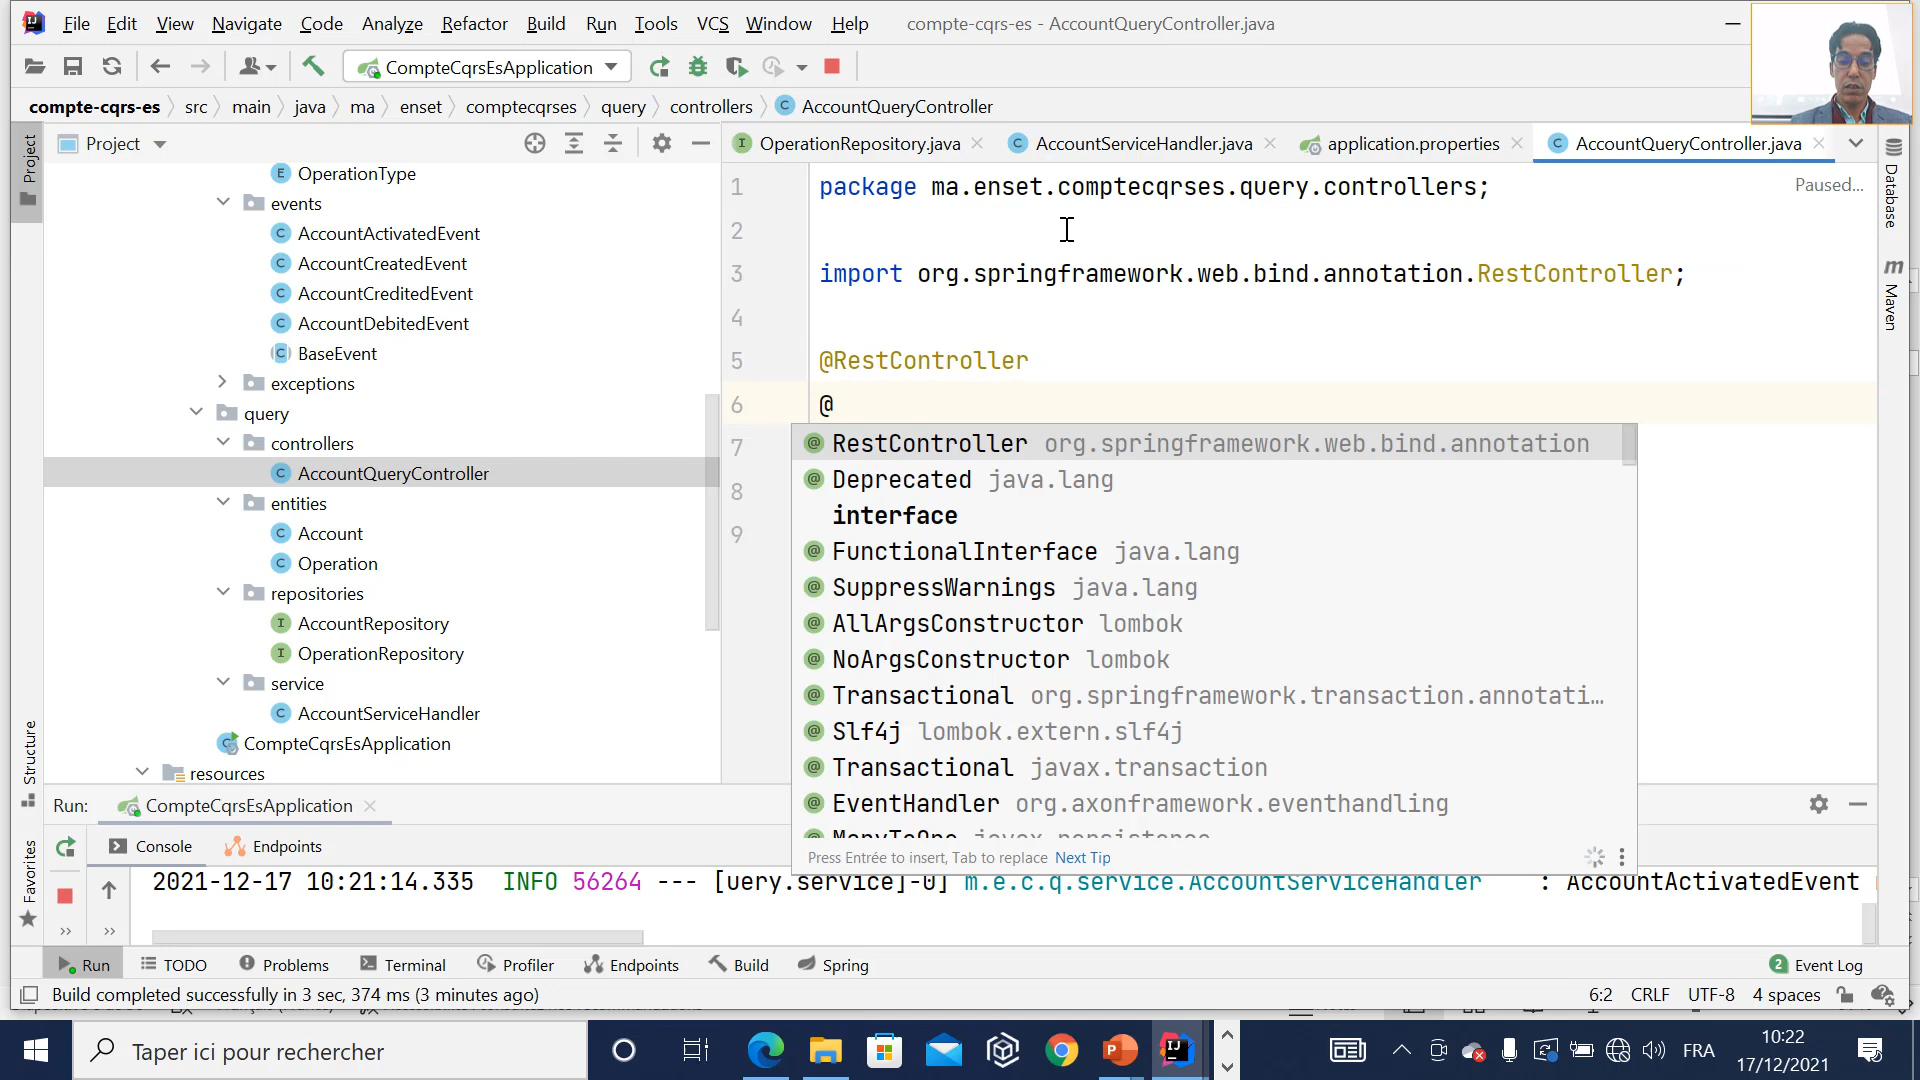 File Edit View Navigate Code Analyze Refactor Build Run Tools VCS Window Help compte-cqrs-es - AccountQueryController.java
CompteCqrsEsApplication
compte-cqrs-es src main java ma enset comptecqrses query controllers AccountQueryController
Project
OperationRepository.java AccountServiceHandler.java application.properties AccountQueryController.java
Project
Structure
Favorites
Database
Maven
OperationType
events
AccountActivatedEvent
AccountCreatedEvent
AccountCreditedEvent
AccountDebitedEvent
BaseEvent
exceptions
query
controllers
AccountQueryController
entities
Account
Operation
repositories
AccountRepository
OperationRepository
service
AccountServiceHandler
CompteCqrsEsApplication
resources
1 package ma.enset.comptecqrses.query.controllers;
Paused...
2
3 import org.springframework.web.bind.annotation.RestController;
4
5 @RestController
6 @
7
8
9
RestController org.springframework.web.bind.annotation
Deprecated java.lang
interface
FunctionalInterface java.lang
SuppressWarnings java.lang
AllArgsConstructor lombok
NoArgsConstructor lombok
Transactional org.springframework.transaction.annotati...
Slf4j lombok.extern.slf4j
Transactional javax.transaction
EventHandler org.axonframework.eventhandling
ManyToOne javax.persistence
Press Entrée to insert, Tab to replace Next Tip
Run: CompteCqrsEsApplication
Console Endpoints
2021-12-17 10:21:14.335 INFO 56264 --- [uery.service]-0] m.e.c.q.service.AccountServiceHandler : AccountActivatedEvent
Run TODO Problems Terminal Profiler Endpoints Build Spring 2 Event Log
Build completed successfully in 3 sec, 374 ms (3 minutes ago) 6:2 CRLF UTF-8 4 spaces
Taper ici pour rechercher
FRA
10:22
17/12/2021